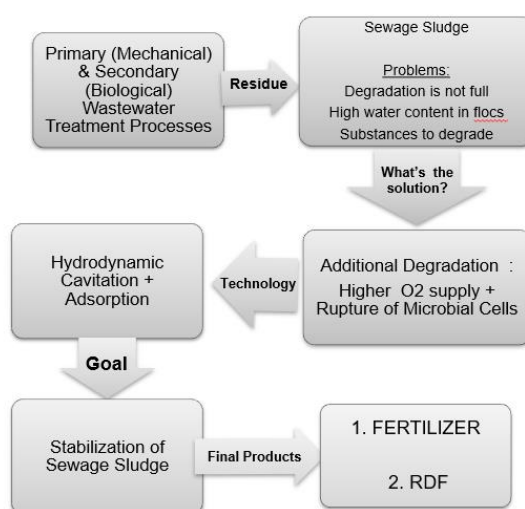 Primary (Mechanical)
& Secondary
(Biological)
Wastewater
Treatment Processes
Residue
Sewage Sludge
Problems:
Degradation is not full
High water content in flocs
Substances to degrade
What's the
solution?
Additional Degradation :
Higher O2 supply +
Rupture of Microbial Cells
Technology
Hydrodynamic
Cavitation +
Adsorption
Goal
Stabilization of
Sewage Sludge
Final Products
1. FERTILIZER
2. RDF